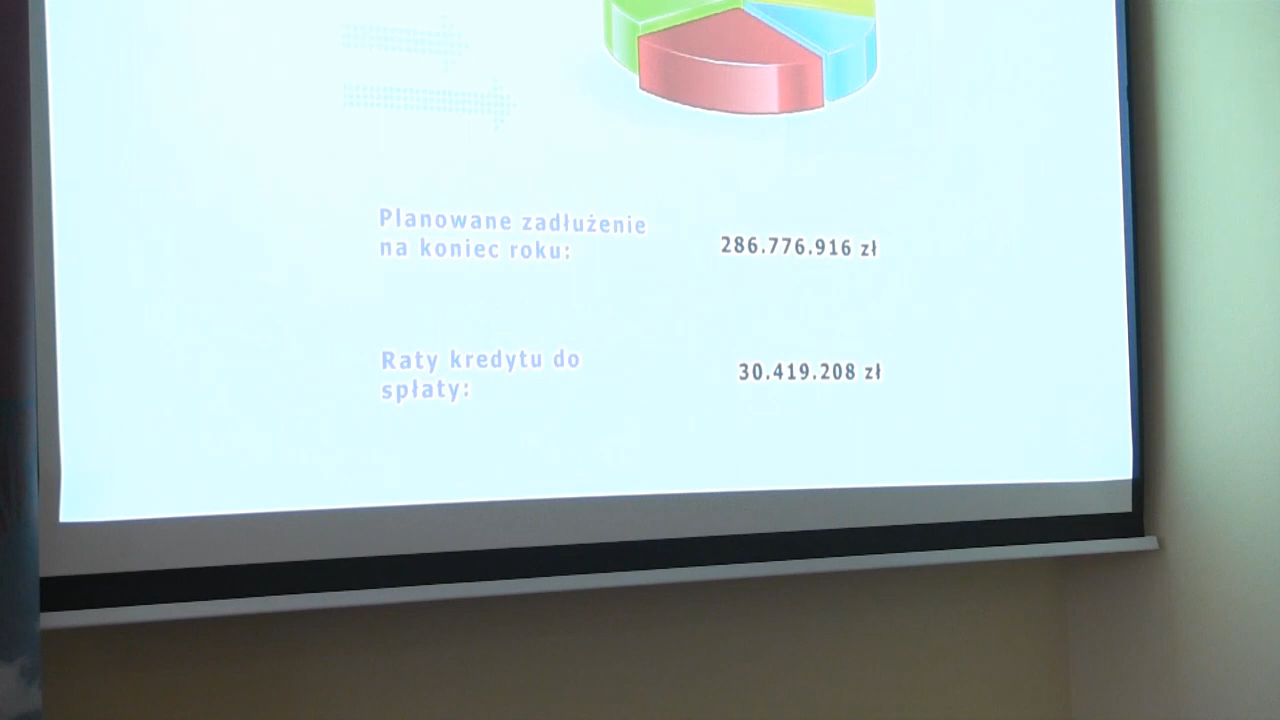 Planowane zadłużenie
na koniec roku:
286.776.916 zł
Raty kredytu do
spłaty:
30.419.208 zł